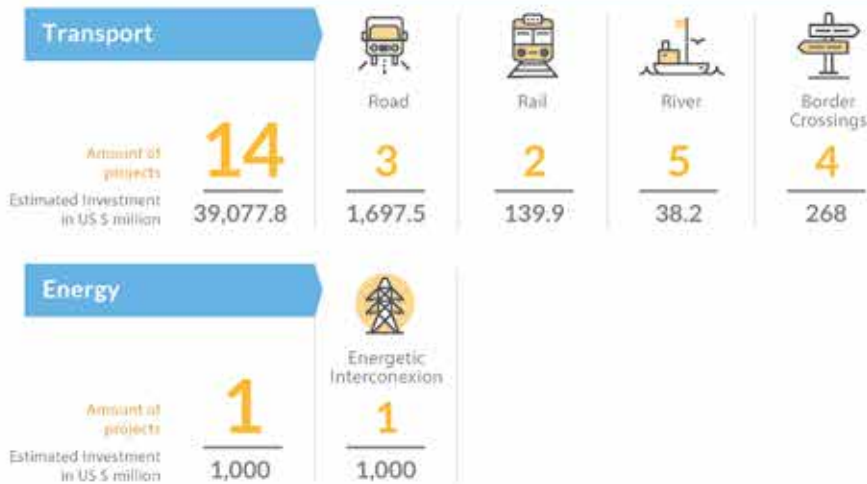 Transport
Road
Rail
River
Border
Crossings
Amount of
projects
14
3
2
5
4
Estimated Investment
in US $ million
39,077.8
1,697.5
139.9
38.2
268
Energy
Energetic
Interconexion
Amount of
projects
1
1
Estimated Investment
in US $ million
1,000
1,000